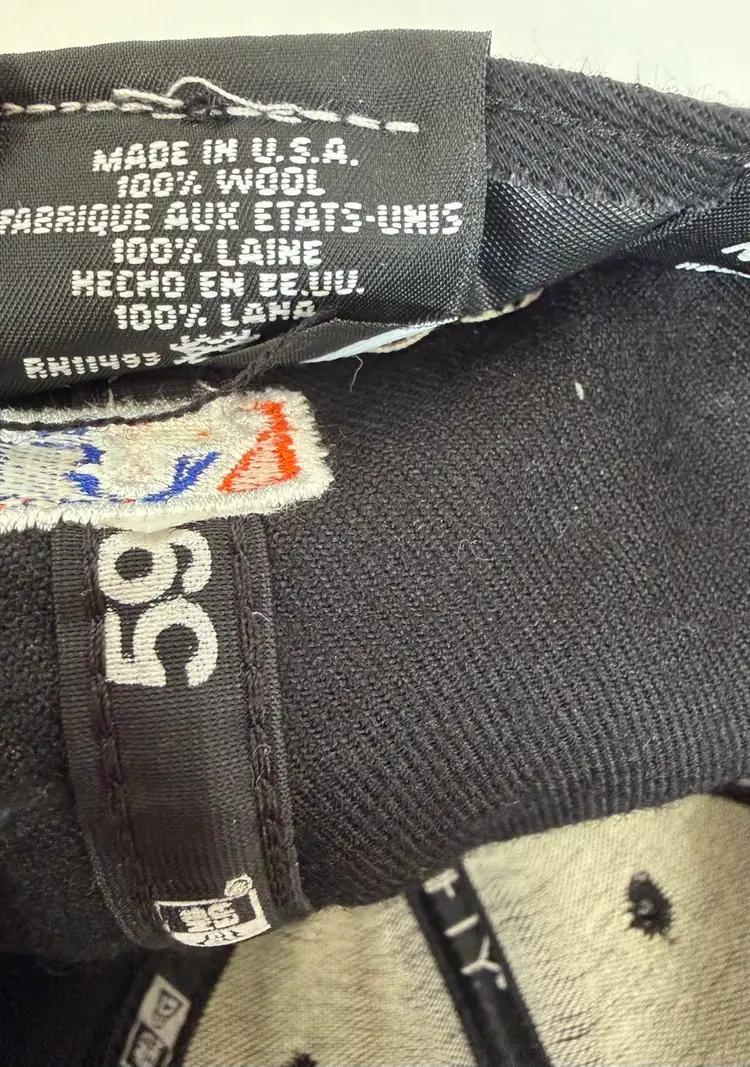 MADE IN U.S.A.
100% WOOL
FABRIQUE AUX ETATS-UNIS
100% LAINE
HECHO EN EE.UU.
100% LANA
RN11493
59